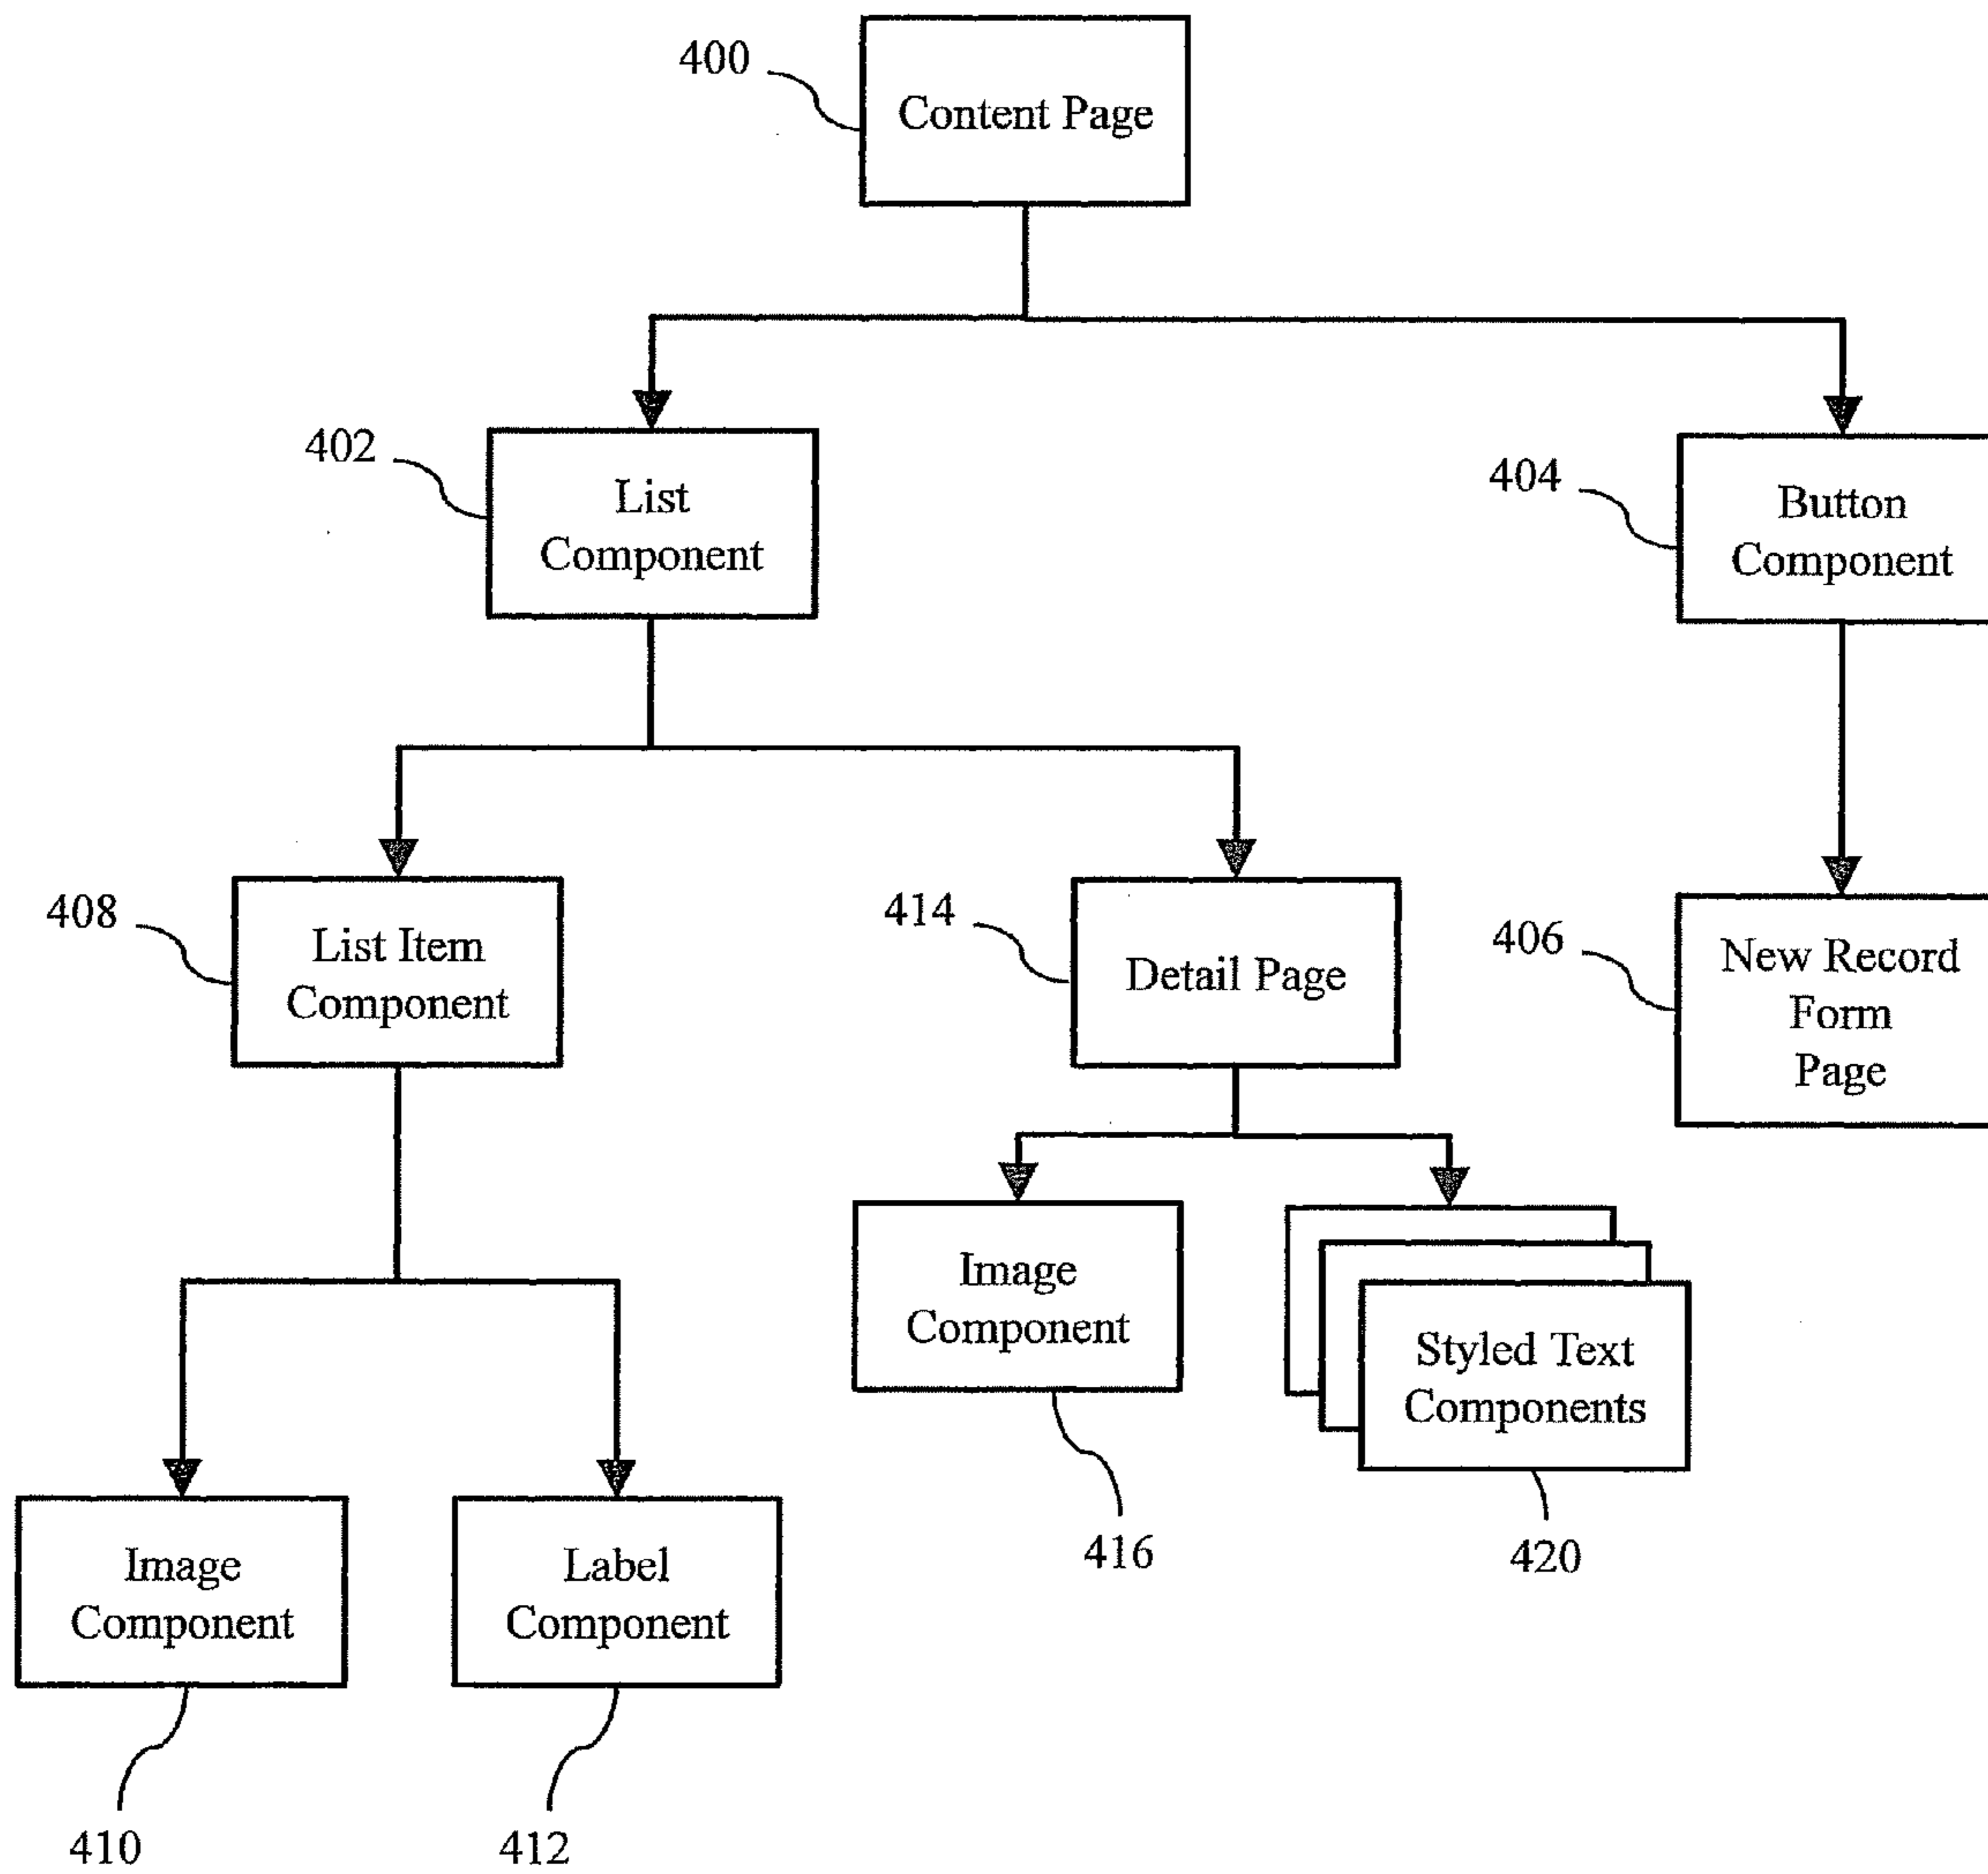 400
Content Page
402
List
Component
404
Button
Component
408
List Item
Component
414
Detail Page
406
New Record
Form
Page
Image
Component
Styled Text
Components
416
420
Image
Component
Label
Component
410
412